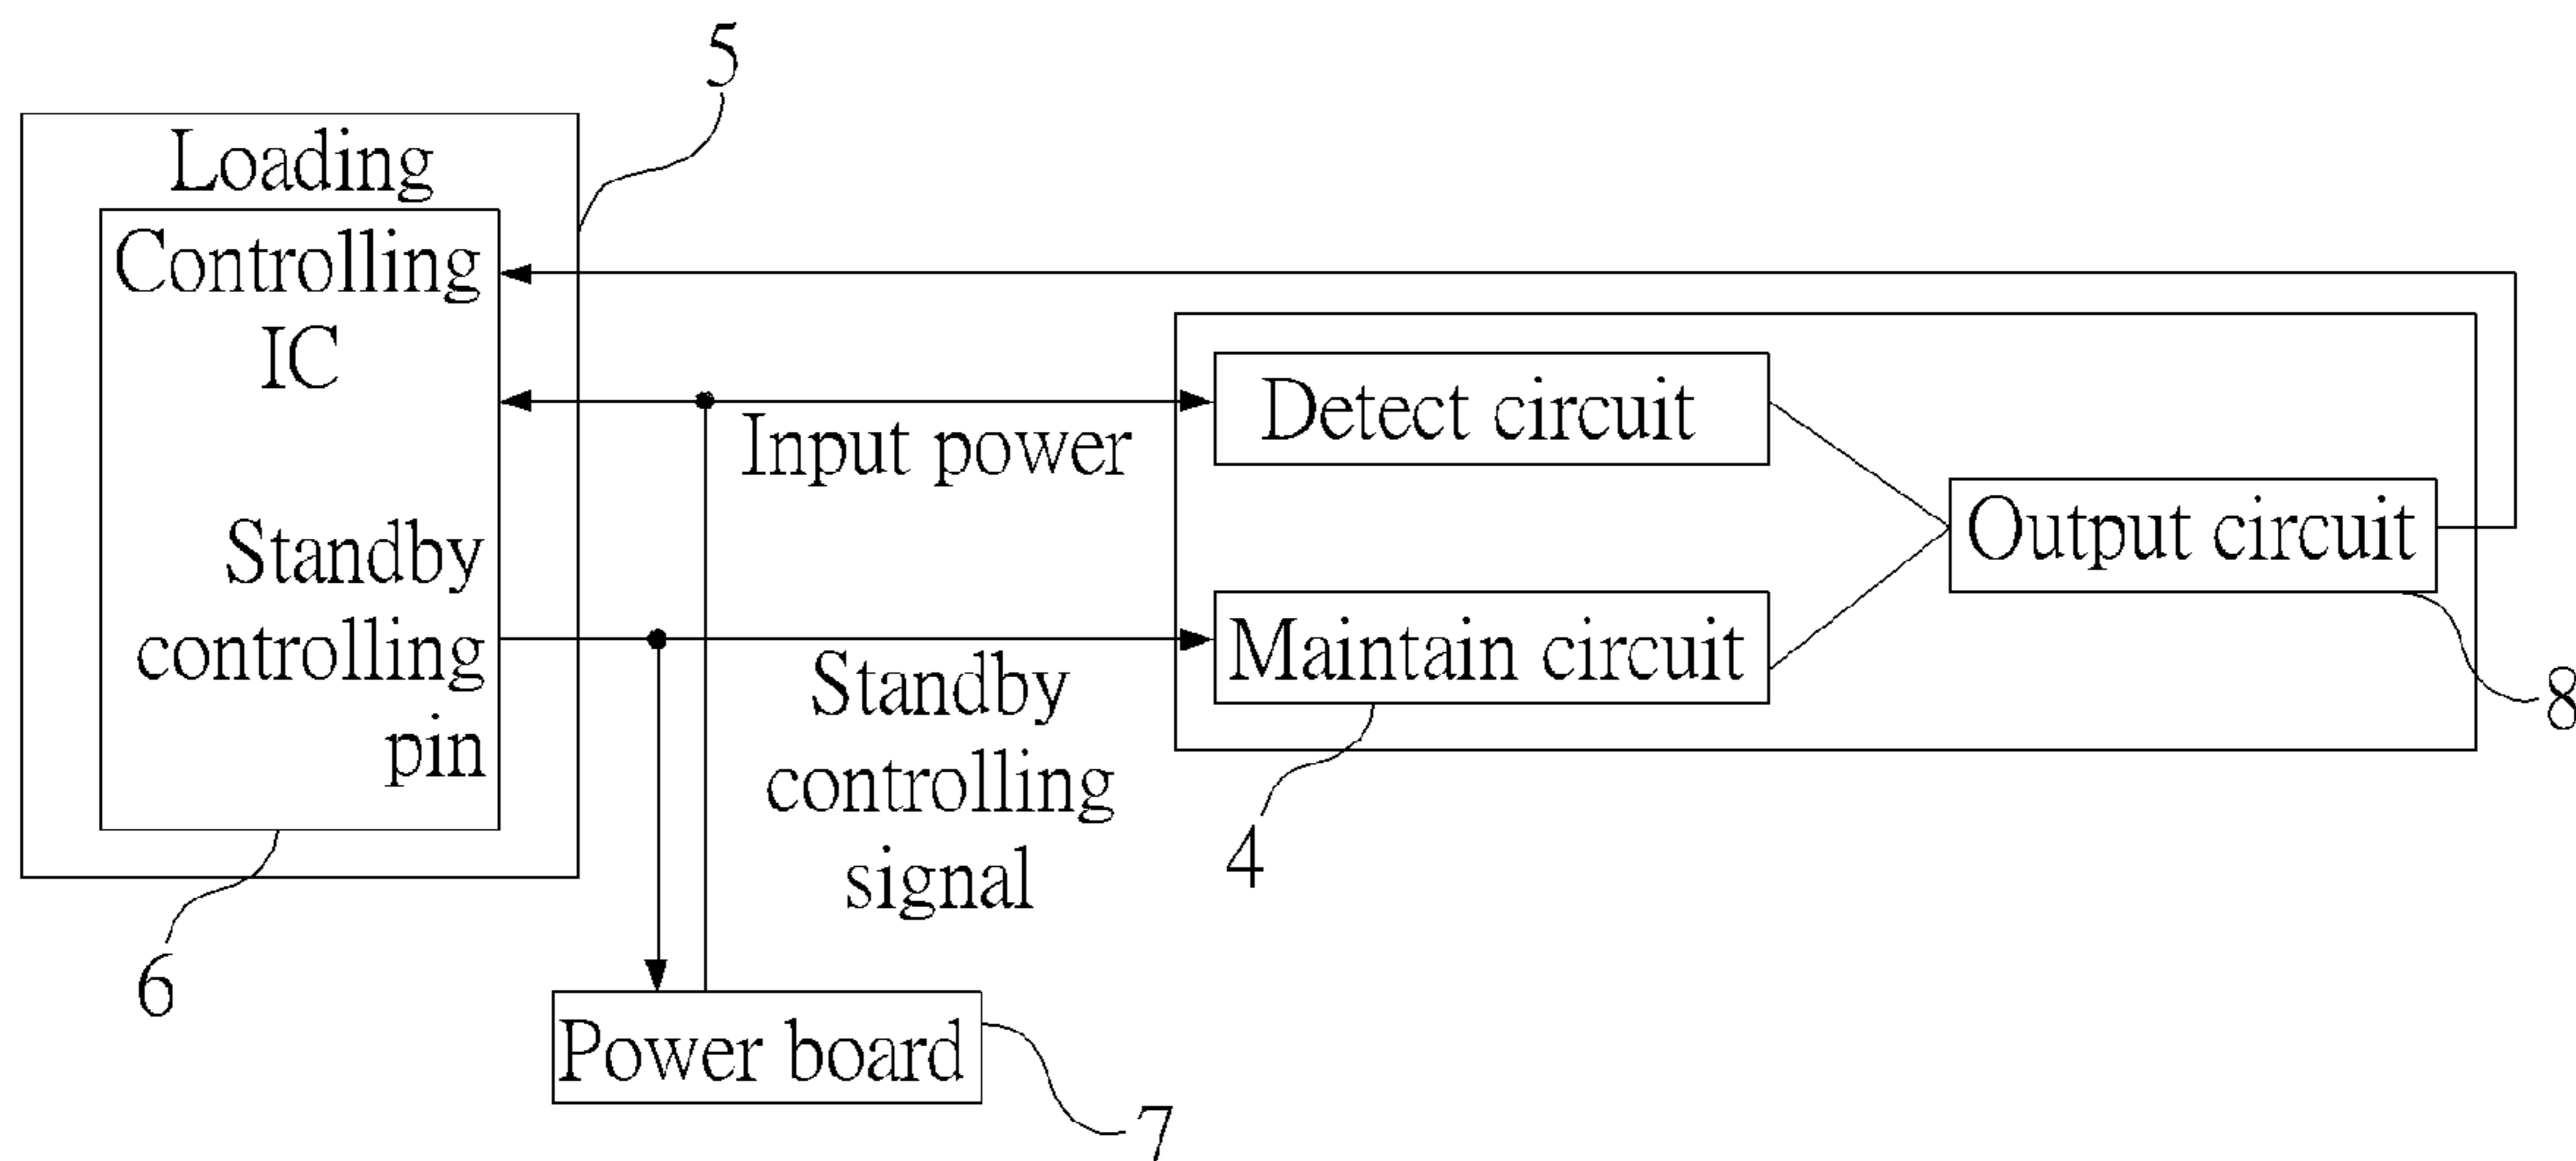 5
Loading
Controlling
IC
Input power
Detect circuit
Standby
controlling
pin
Output circuit
Maintain circuit
Standby
controlling
signal
8
4
6
Power board
7